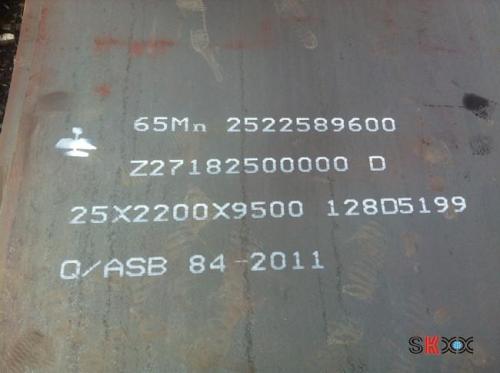 65Mn 2522589600
Z27182500000 D
25X2200X9500 128D5199
Q/ASB 84-2011
SKXX